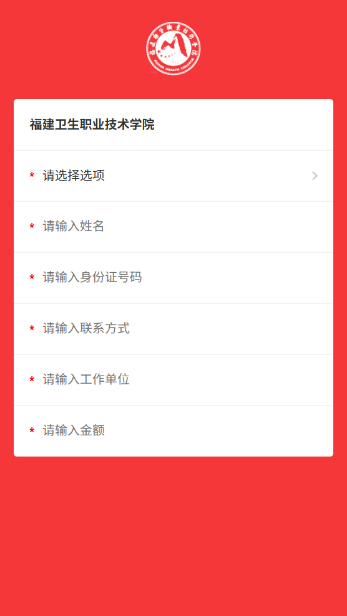 福建卫生职业技术学院
* 请选择选项
* 请输入姓名
* 请输入身份证号码
* 请输入联系方式
* 请输入工作单位
* 请输入金额